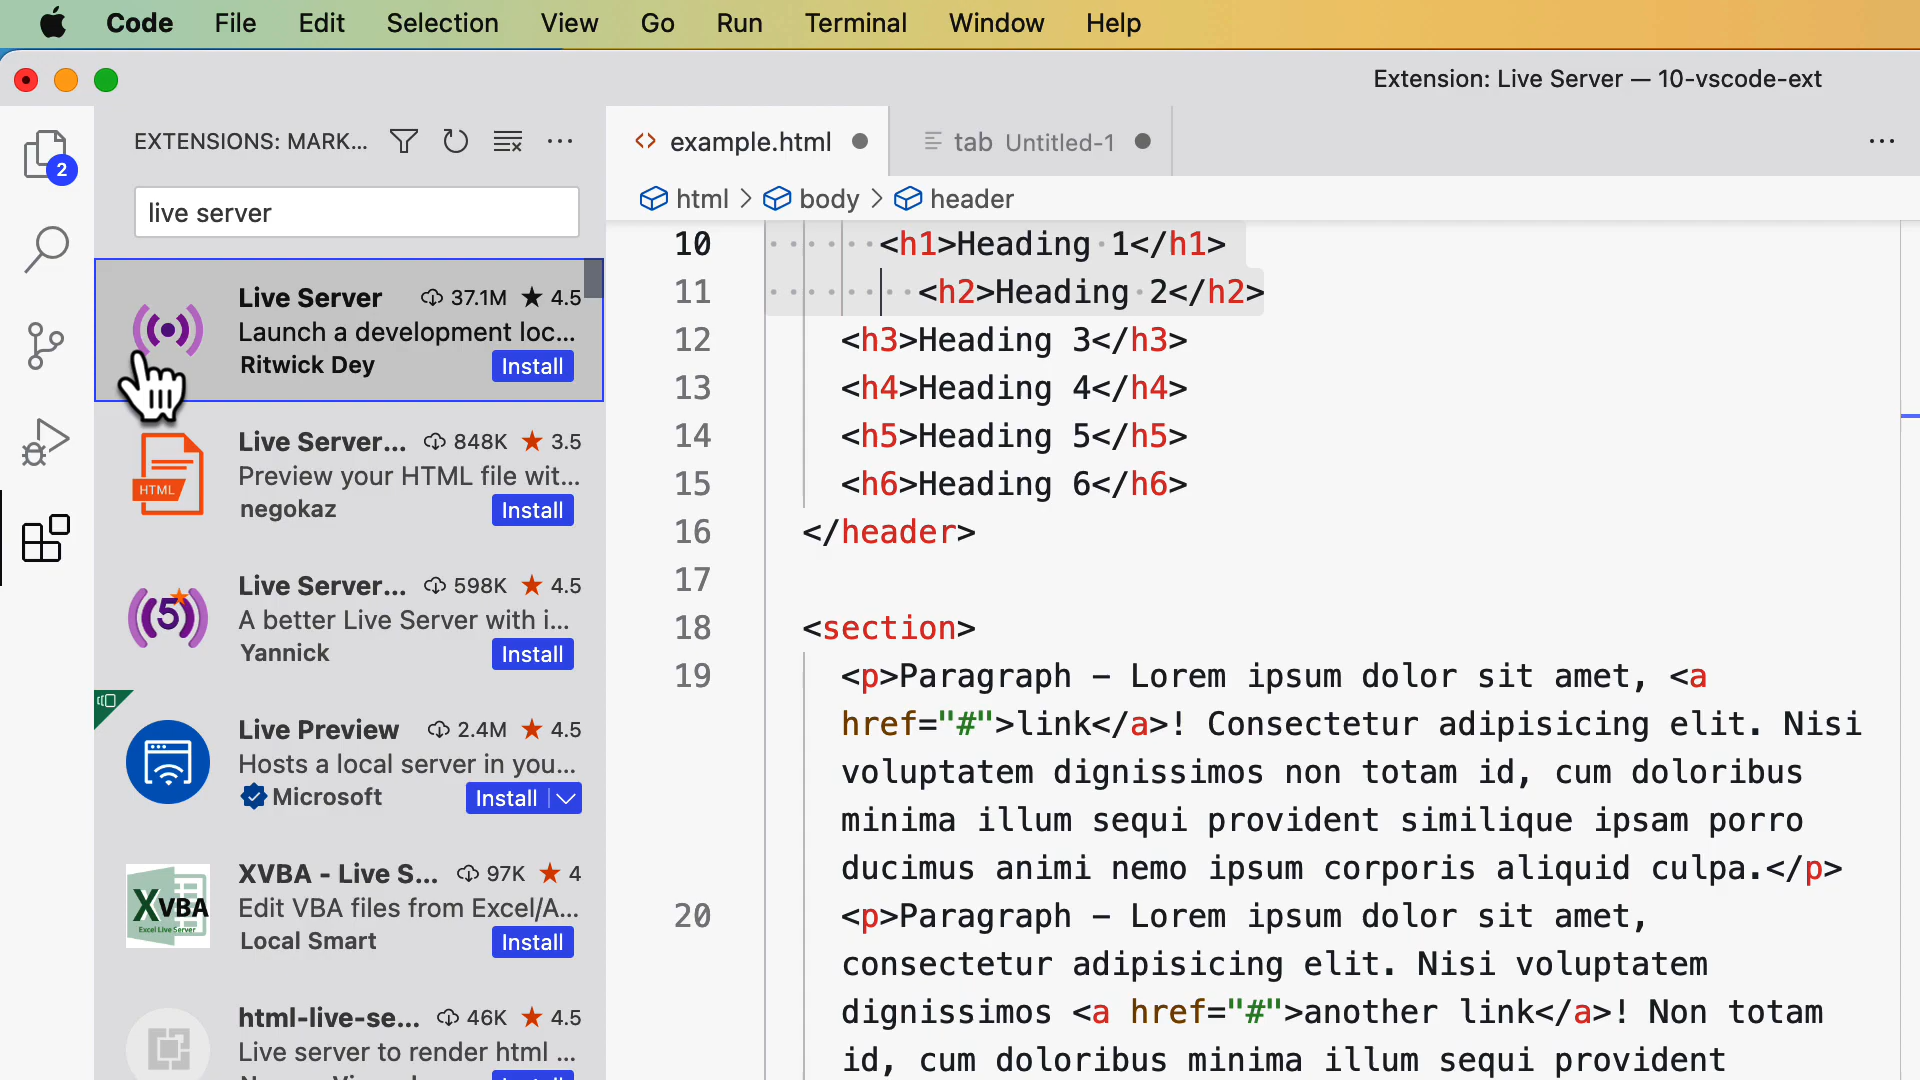 Code File Edit Selection View Go Run Terminal Window Help
Extension: Live Server — 10-vscode-ext
2
EXTENSIONS: MARK...
live server
Live Server 37.1M ★ 4.5
Launch a development loc...
Ritwick Dey Install
Live Server... 848K ★ 3.5
Preview your HTML file wit...
HTML
negokaz Install
Live Server... 598K ★ 4.5
5
A better Live Server with i...
Yannick Install
Live Preview 2.4M ★ 4.5
Hosts a local server in you...
Microsoft Install
XVBA - Live S... 97K ★ 4
XVBA
Edit VBA files from Excel/A...
Excel Live Server
Local Smart Install
html-live-se... 46K ★ 4.5
Live server to render html ...
example.html tab Untitled-1
html > body > header
10 <h1>Heading 1</h1>
11 <h2>Heading 2</h2>
12 <h3>Heading 3</h3>
13 <h4>Heading 4</h4>
14 <h5>Heading 5</h5>
15 <h6>Heading 6</h6>
16 </header>
17
18 <section>
19 <p>Paragraph – Lorem ipsum dolor sit amet, <a
href="#">link</a>! Consectetur adipisicing elit. Nisi
voluptatem dignissimos non totam id, cum doloribus
minima illum sequi provident similique ipsam porro
ducimus animi nemo ipsum corporis aliquid culpa.</p>
20 <p>Paragraph – Lorem ipsum dolor sit amet,
consectetur adipisicing elit. Nisi voluptatem
dignissimos <a href="#">another link</a>! Non totam
id, cum doloribus minima illum sequi provident